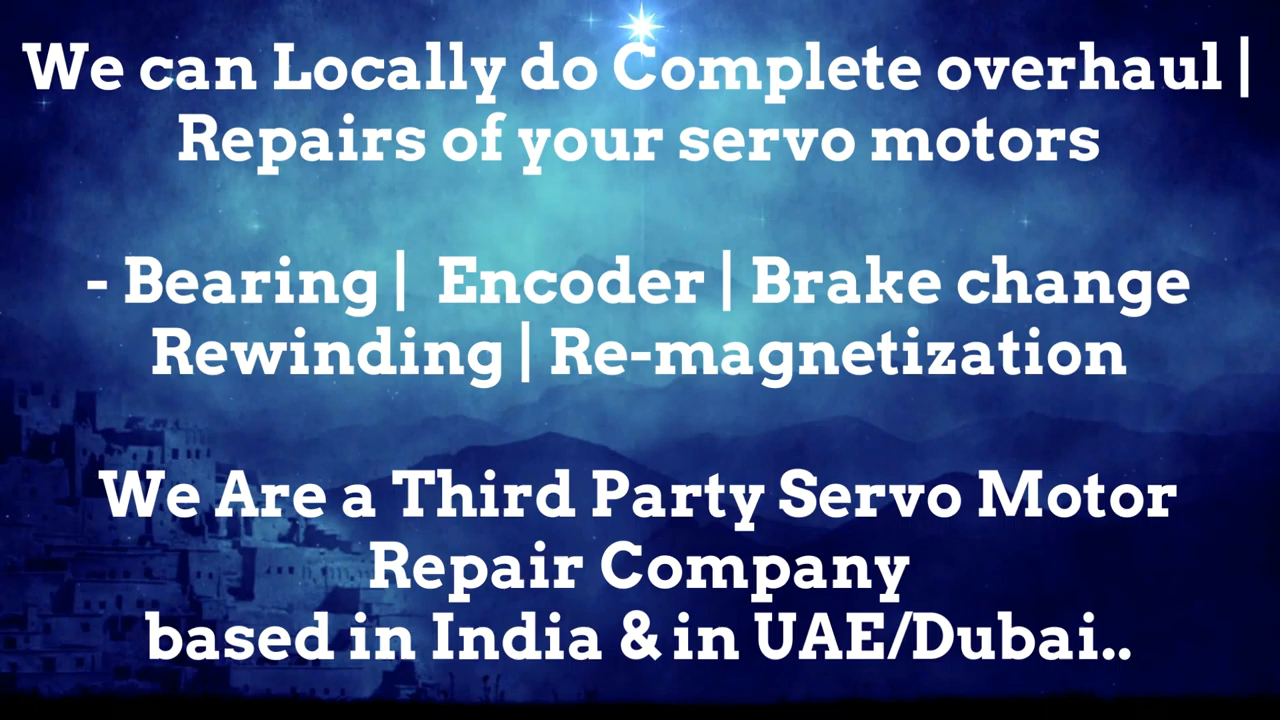 We can Locally do Complete overhaul |
Repairs of your servo motors
- Bearing | Encoder | Brake change
Rewinding | Re-magnetization
We Are a Third Party Servo Motor
Repair Company
based in India & in UAE/Dubai..